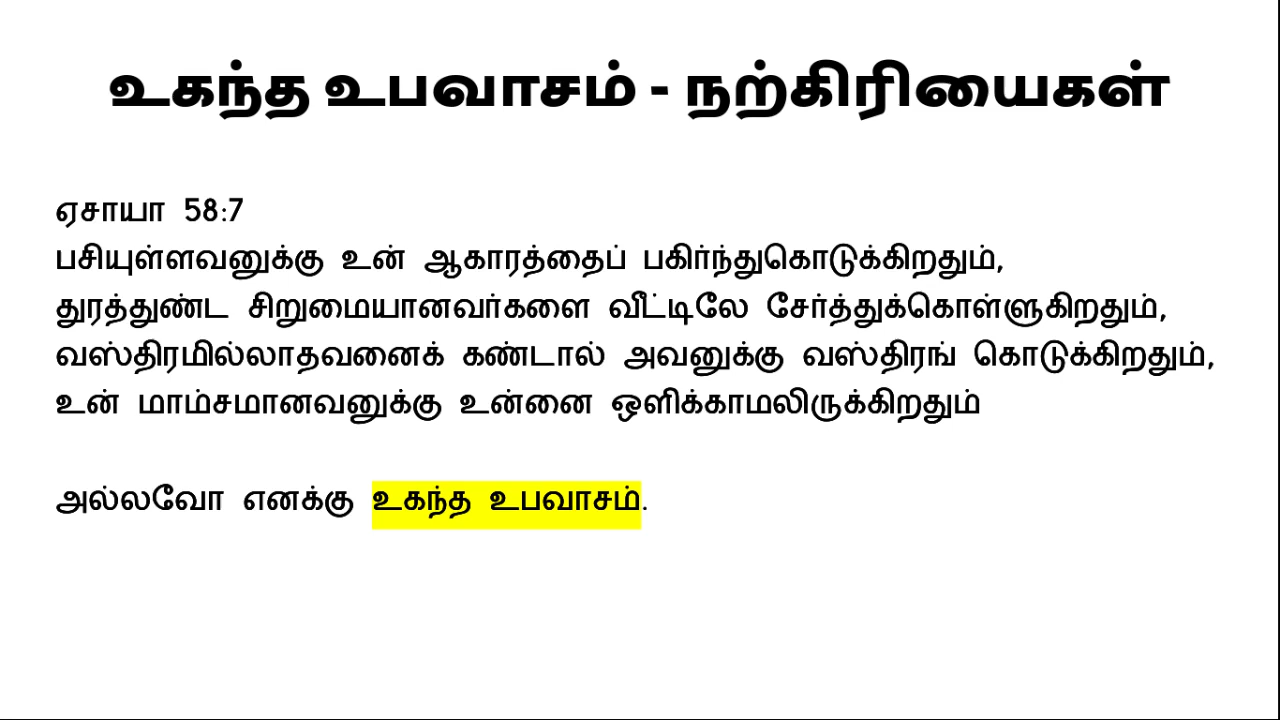 உகந்த உபவாசம் - நற்கிரியைகள்
ஏசாயா 58:7
பசியுள்ளவனுக்கு உன் ஆகாரத்தைப் பகிர்ந்துகொடுக்கிறதும்,
துரத்துண்ட சிறுமையானவர்களை வீட்டிலே சேர்த்துக்கொள்ளுகிறதும்,
வஸ்திரமில்லாதவனைக் கண்டால் அவனுக்கு வஸ்திரங் கொடுக்கிறதும்,
உன் மாம்சமானவனுக்கு உன்னை ஒளிக்காமலிருக்கிறதும்
அல்லவோ எனக்கு உகந்த உபவாசம்.